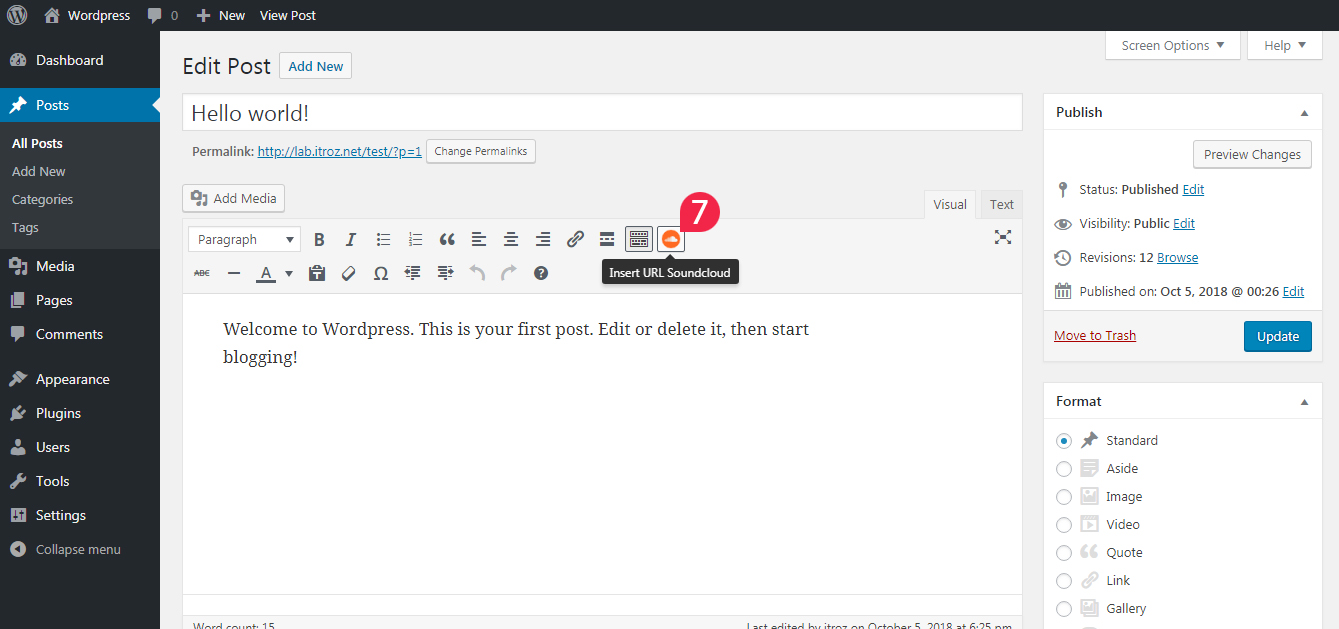 Wordpress 0 New View Post
Screen Options Help
Dashboard
Posts
All Posts
Add New
Categories
Tags
Media
Pages
Comments
Appearance
Plugins
Users
Tools
Settings
Collapse menu
Edit Post Add New
Hello world!
Permalink: http://lab.itroz.net/test/?p=1 Change Permalinks
Add Media
Visual Text
7
Paragraph B I
ABC A Ω ?
Insert URL Soundcloud
Welcome to Wordpress. This is your first post. Edit or delete it, then start
blogging!
Word count: 15 Last edited by itroz on October 5, 2018 at 6:25 pm
Publish
Preview Changes
Status: Published Edit
Visibility: Public Edit
Revisions: 12 Browse
Published on: Oct 5, 2018 @ 00:26 Edit
Move to Trash Update
Format
Standard
Aside
Image
Video
Quote
Link
Gallery